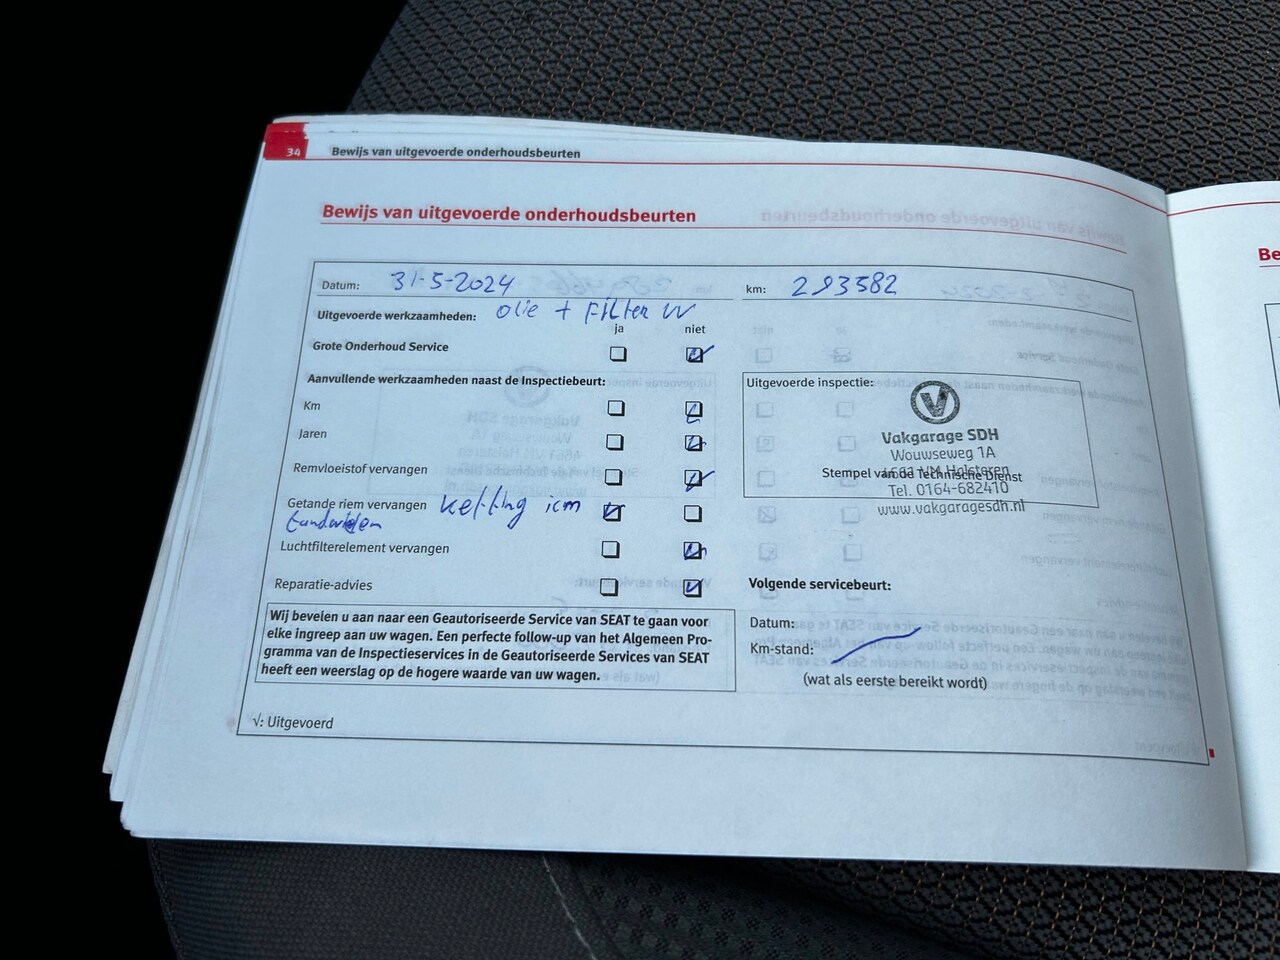 34 Bewijs van uitgevoerde onderhoudsbeurten
Bewijs van uitgevoerde onderhoudsbeurten
Be
Datum: 31-5-2024 km: 293582
Uitgevoerde werkzaamheden: olie + Filter W
ja niet
Grote Onderhoud Service
Aanvullende werkzaamheden naast de Inspectiebeurt:
Km
Jaren
Remvloeistof vervangen
Getande riem vervangen ketting icm
tandwielen
Luchtfilterelement vervangen
Reparatie-advies
Uitgevoerde inspectie:
V
Vakgarage SDH
Wouwseweg 1A
4661 VM Halsteren
Stempel van de Technische Dienst
Tel. 0164-682410
www.vakgaragesdh.nl
Wij bevelen u aan naar een Geautoriseerde Service van SEAT te gaan voor
elke ingreep aan uw wagen. Een perfecte follow-up van het Algemeen Pro-
gramma van de Inspectieservices in de Geautoriseerde Services van SEAT
heeft een weerslag op de hogere waarde van uw wagen.
Volgende servicebeurt:
Datum:
Km-stand:
(wat als eerste bereikt wordt)
√: Uitgevoerd